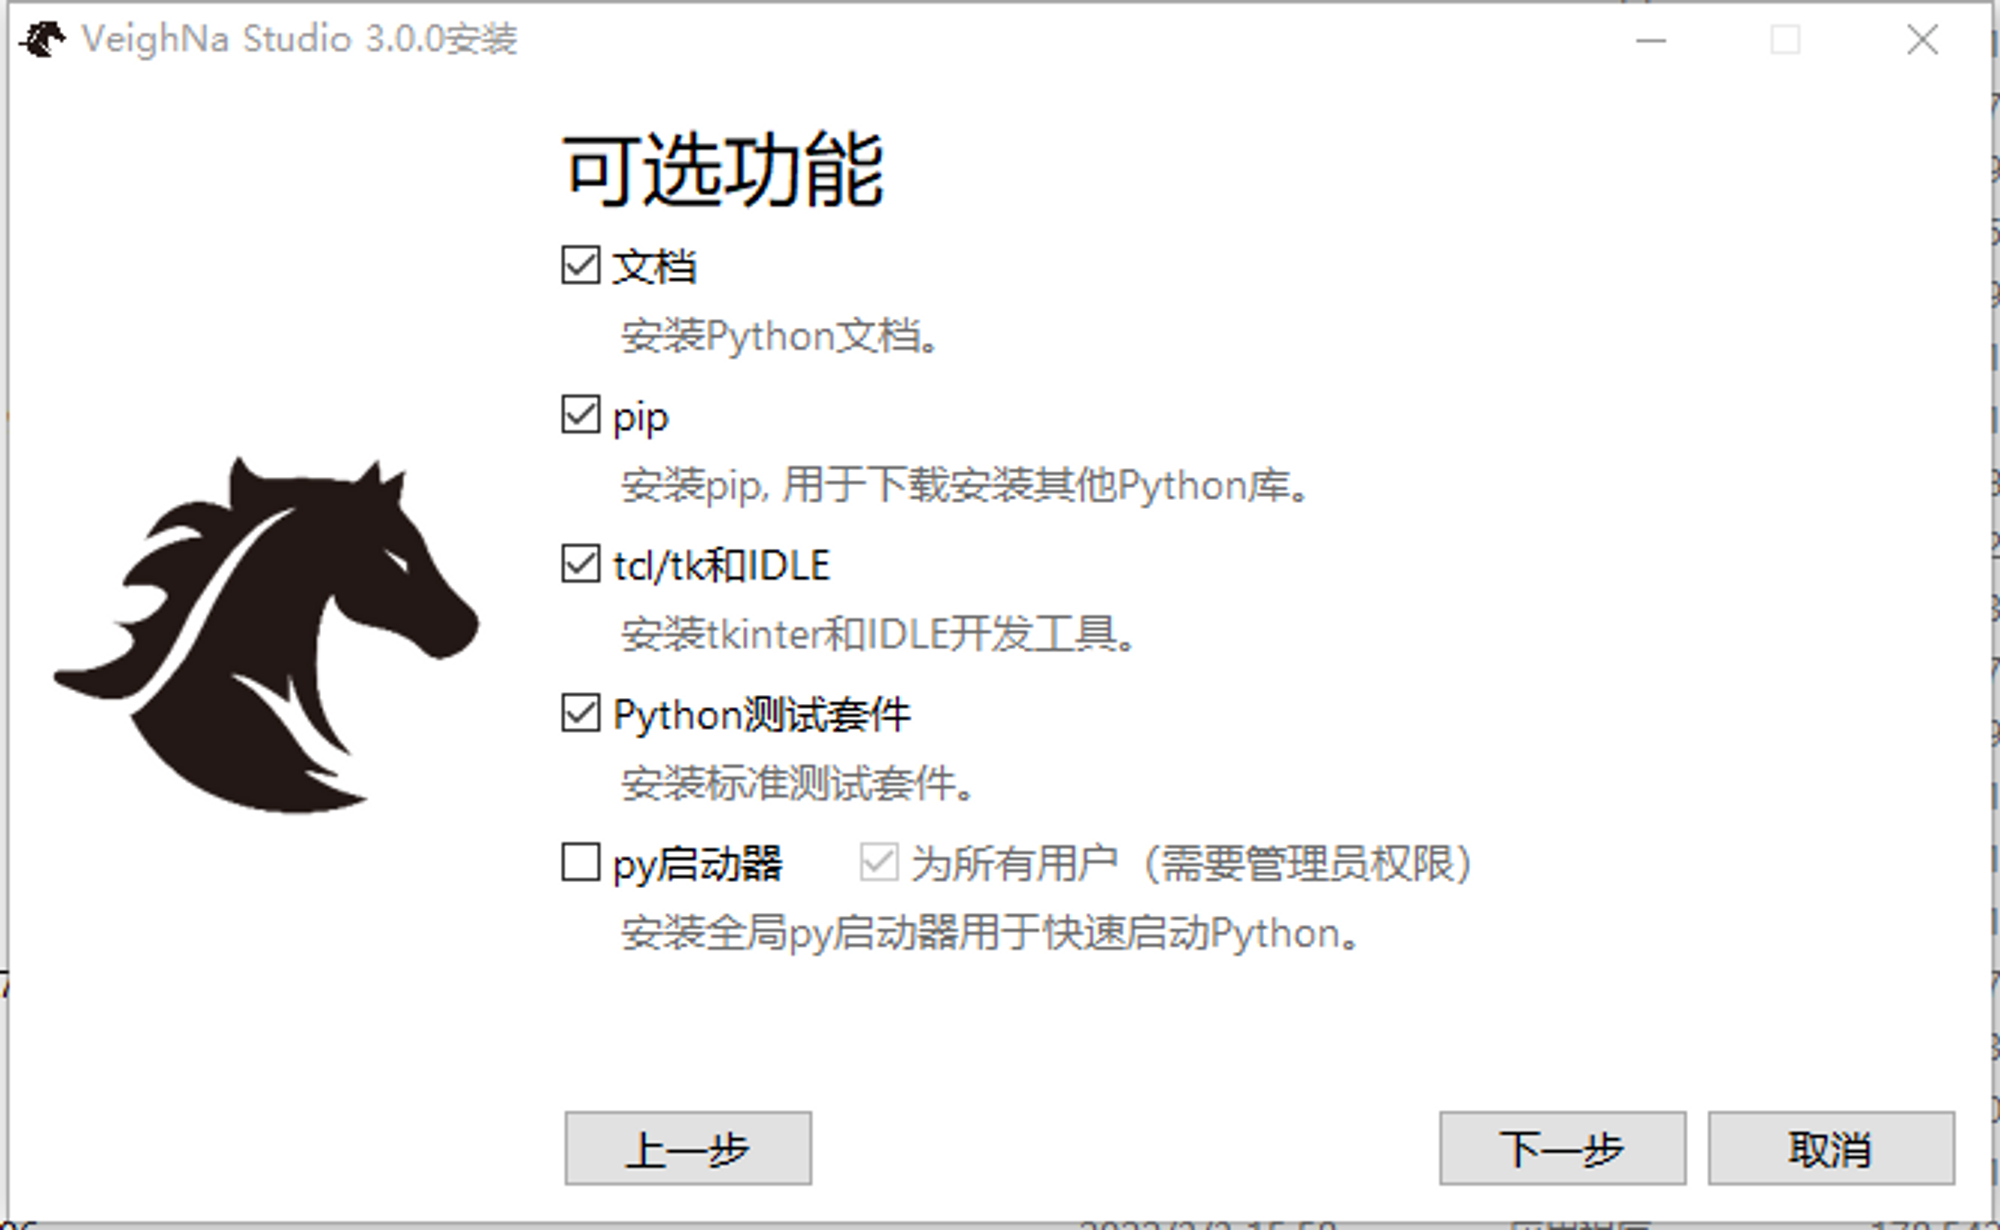 VeighNa Studio 3.0.0安装
可选功能
文档
安装Python文档。
pip
安装pip, 用于下载安装其他Python库。
tcl/tk和IDLE
安装tkinter和IDLE开发工具。
Python测试套件
安装标准测试套件。
py启动器 为所有用户（需要管理员权限）
安装全局py启动器用于快速启动Python。
上一步 下一步 取消